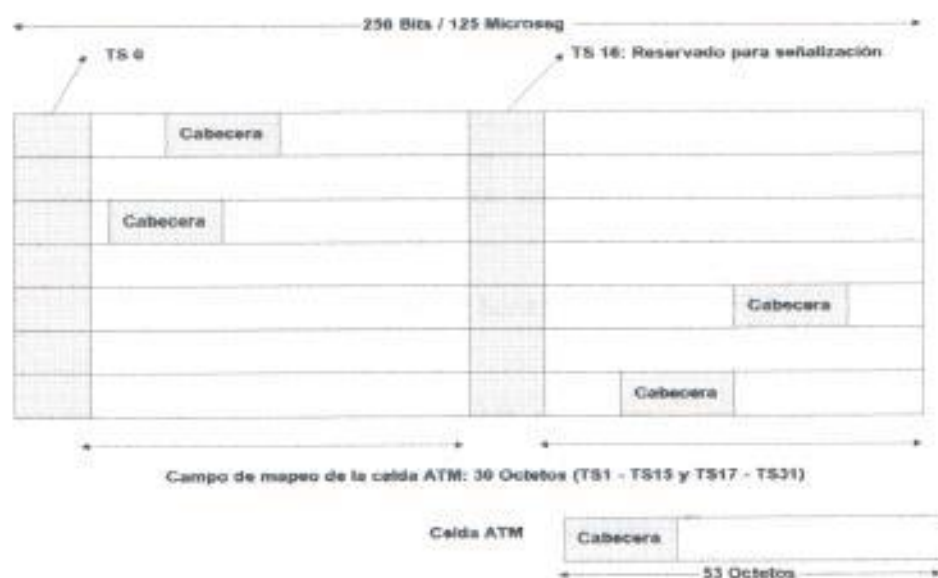 256 Bits / 125 Microseg
TS 0
TS 16: Reservado para señalización
Cabecera
Cabecera
Cabecera
Cabecera
Campo de mapeo de la celda ATM: 30 Octetos (TS1 - TS15 y TS17 - TS31)
Celda ATM
Cabecera
53 Octetos